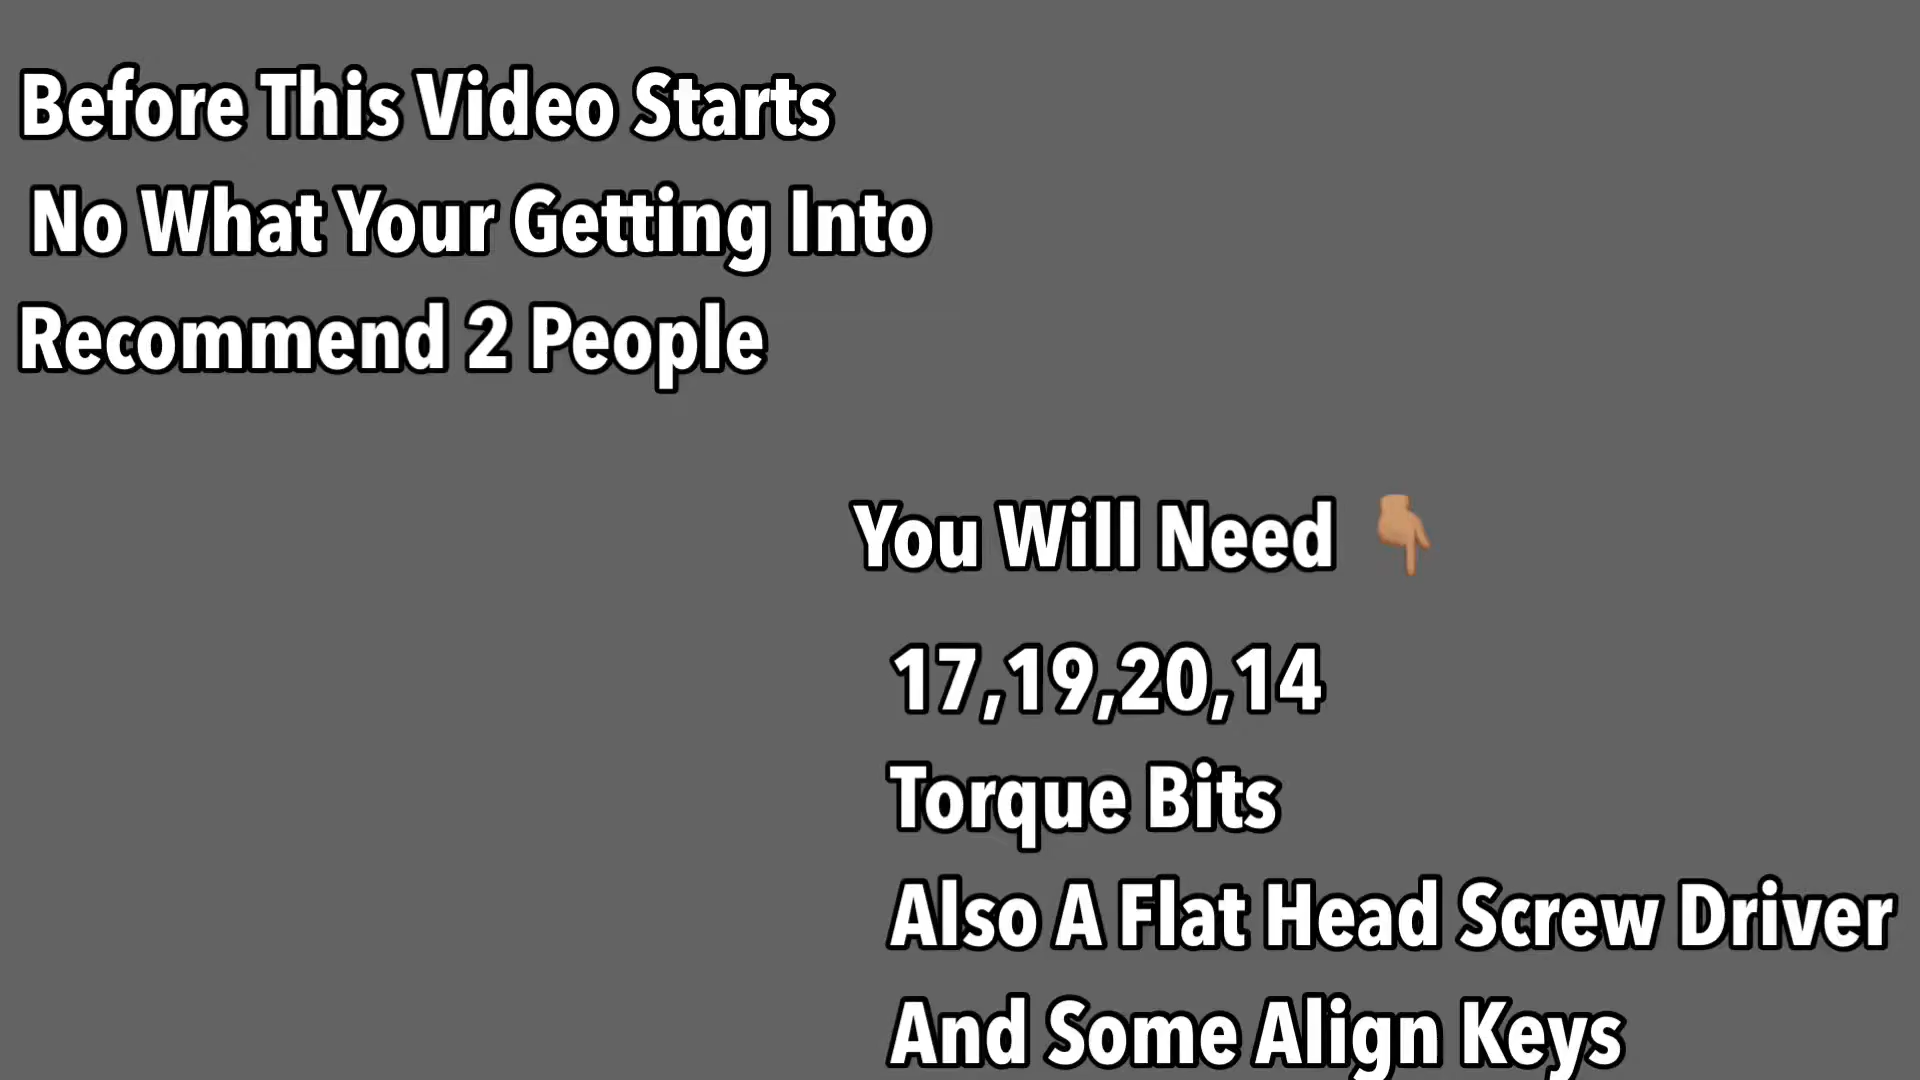 Before This Video Starts
No What Your Getting Into
Recommend 2 People
You Will Need 👇🏽
17,19,20,14
Torque Bits
Also A Flat Head Screw Driver
And Some Align Keys